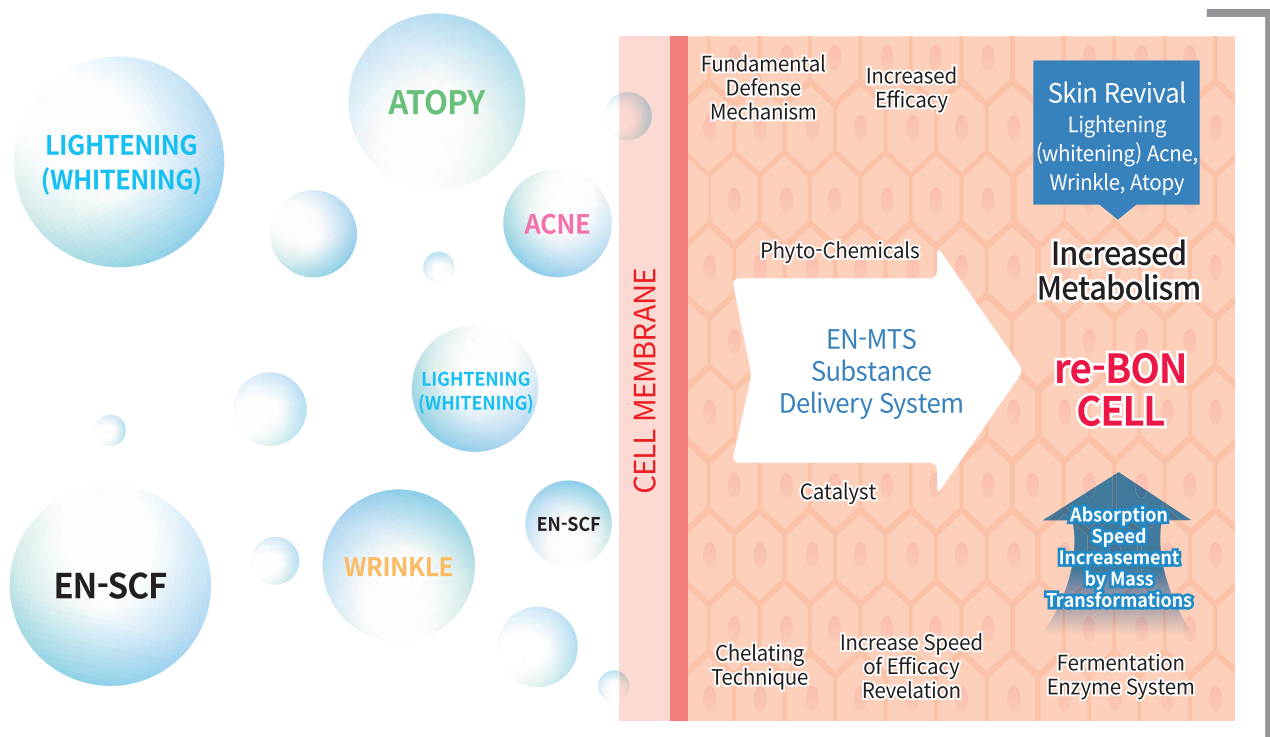 LIGHTENING
(WHITENING)
ATOPY
ACNE
LIGHTENING
(WHITENING)
EN-SCF
WRINKLE
EN-SCF
CELL MEMBRANE
Fundamental
Defense
Mechanism
Increased
Efficacy
Skin Revival
Lightening
(whitening) Acne,
Wrinkle, Atopy
Phyto-Chemicals
EN-MTS
Substance
Delivery System
Catalyst
Increased
Metabolism
re-BON
CELL
Absorption
Speed
Increasement
by Mass
Transformations
Chelating
Technique
Increase Speed
of Efficacy
Revelation
Fermentation
Enzyme System